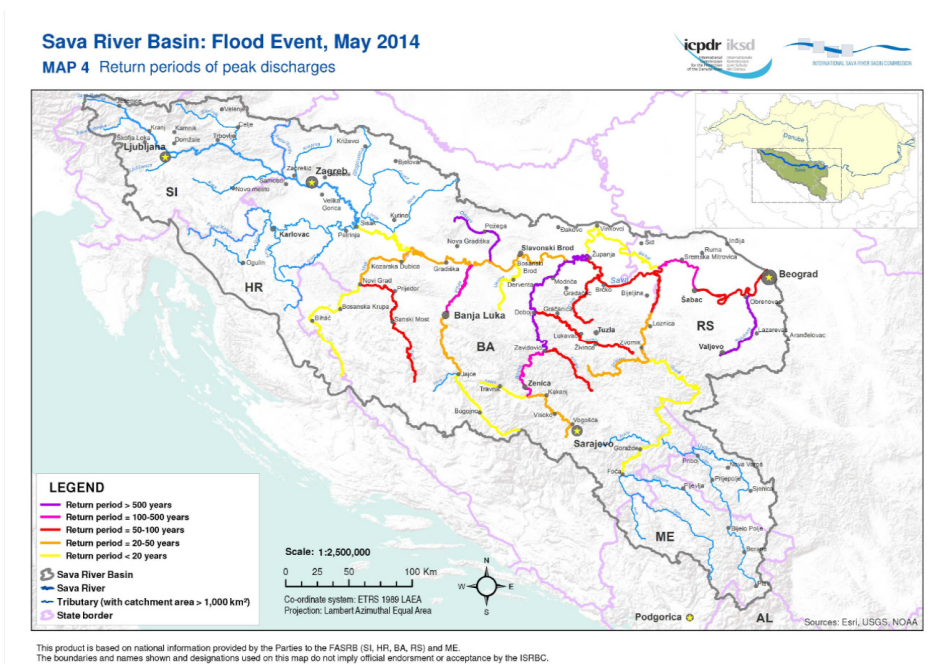 Sava River Basin: Flood Event, May 2014
MAP 4 Return periods of peak discharges
icpdr iksd
INTERNATIONAL SAVA RIVER BASIN COMMISSION
Danube
Velenje
Kranj
Kamnik
Celje
Škofja Loka
Domžale
Trbovlje
Ljubljana
Križevci
Bjelovar
SI
Zaprešić
Zagreb
Samobor
Novo mesto
Velika
Gorica
Kutina
Sisak
Petrinja
Karlovac
Požega
Nova Gradiška
Đakovo
Vinkovci
Šid
Inđija
Ruma
Sremska Mitrovica
Ogulin
Slavonski Brod
Bosanski
Brod
Županja
Kozarska Dubica
Gradiška
Beograd
HR
Novi Grad
Prijedor
Derventa
Modriča
Gradačac
Brčko
Sava
Bijeljina
Šabac
Obrenovac
Bosanska Krupa
Sanski Most
Banja Luka
Doboj
Gračanica
Bihać
Lukavac
Tuzla
Loznica
RS
Lazarevac
Aranđelovac
BA
Zavidovići
Živinice
Zvornik
Valjevo
Jajce
Travnik
Zenica
Kakanj
Bugojno
Visoko
Vogošća
Sarajevo
Goražde
Foča
Priboj
Nova Varoš
Pljevlja
Prijepolje
Sjenica
ME
Bijelo Polje
Berane
Plav
Podgorica
AL
LEGEND
Return period > 500 years
Return period = 100-500 years
Return period = 50-100 years
Return period = 20-50 years
Return period < 20 years
Sava River Basin
Sava River
Tributary (with catchment area > 1,000 km²)
State border
Scale: 1:2,500,000
0 25 50 100 Km
Co-ordinate system: ETRS 1989 LAEA
Projection: Lambert Azimuthal Equal Area
N
W E
S
Sources: Esri, USGS, NOAA
This product is based on national information provided by the Parties to the FASRB (SI, HR, BA, RS) and ME.
The boundaries and names shown and designations used on this map do not imply official endorsment or acceptance by the ISRBC.